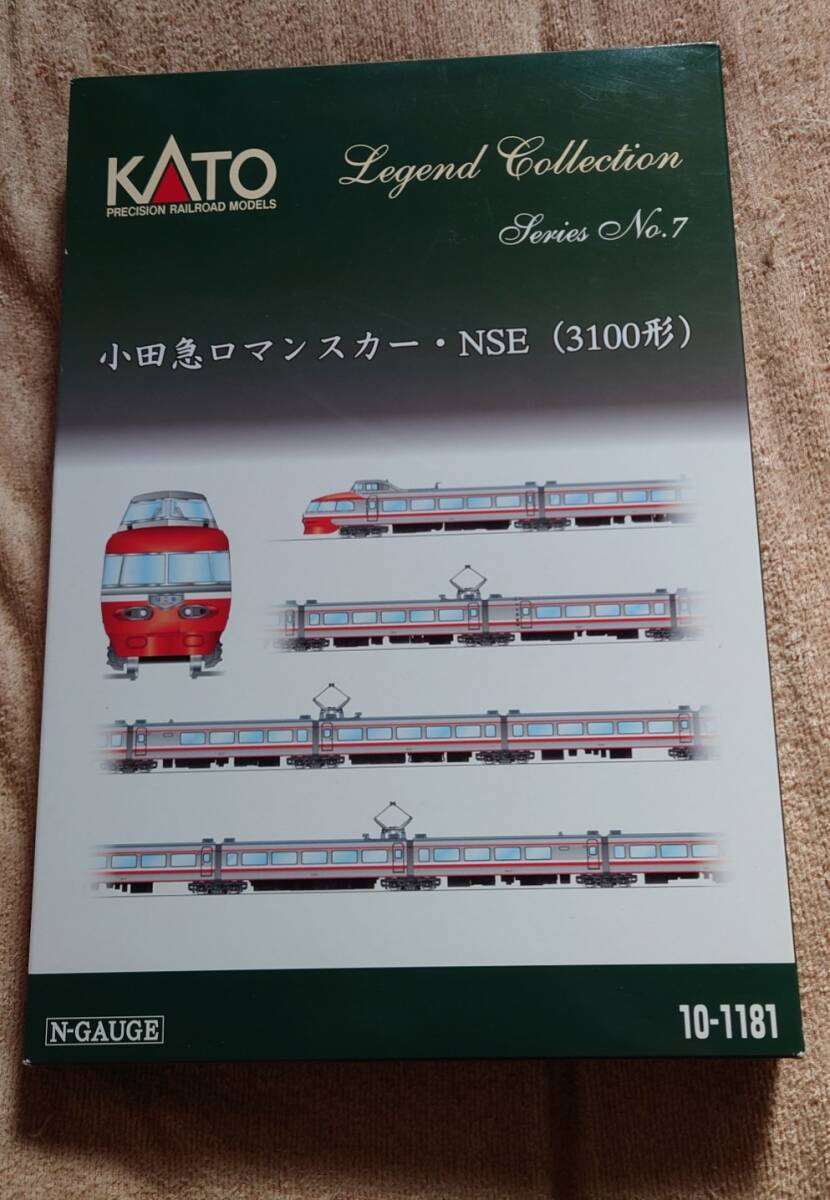 KATO
PRECISION RAILROAD MODELS
Legend Collection
Series No.7
小田急ロマンスカー・NSE（3100形）
N-GAUGE
10-1181